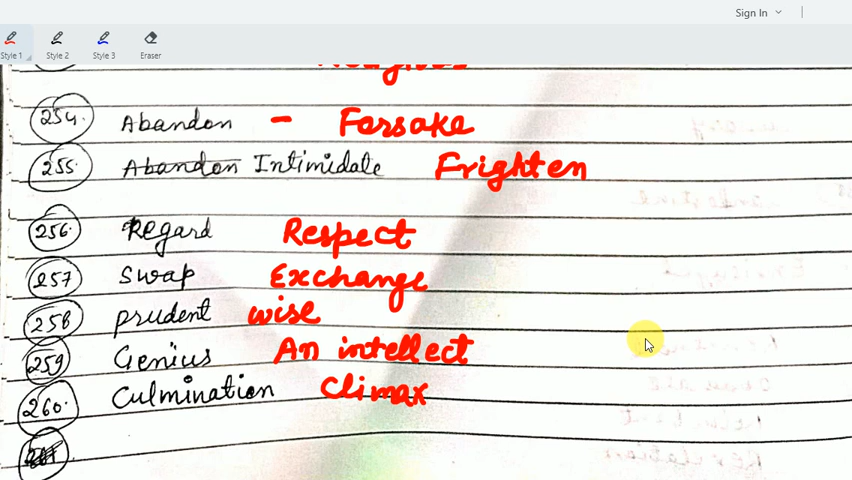 Sign In
Style 1 Style 2 Style 3 Eraser
254. Abandon - Forsake
255. Abandon Intimidate Frighten
256. Regard Respect
257 Swap Exchange
258 prudent wise
259 Genius An intellect
260. Culmination Climax